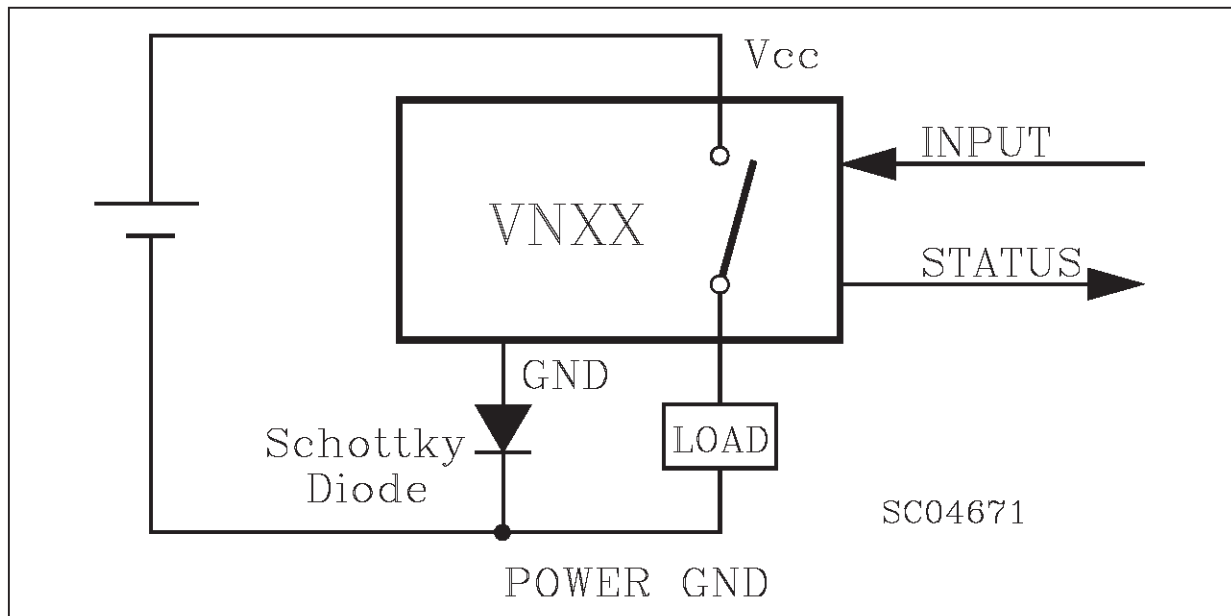 Vcc
INPUT
VNXX
STATUS
GND
Schottky
Diode
LOAD
SC04671
POWER GND